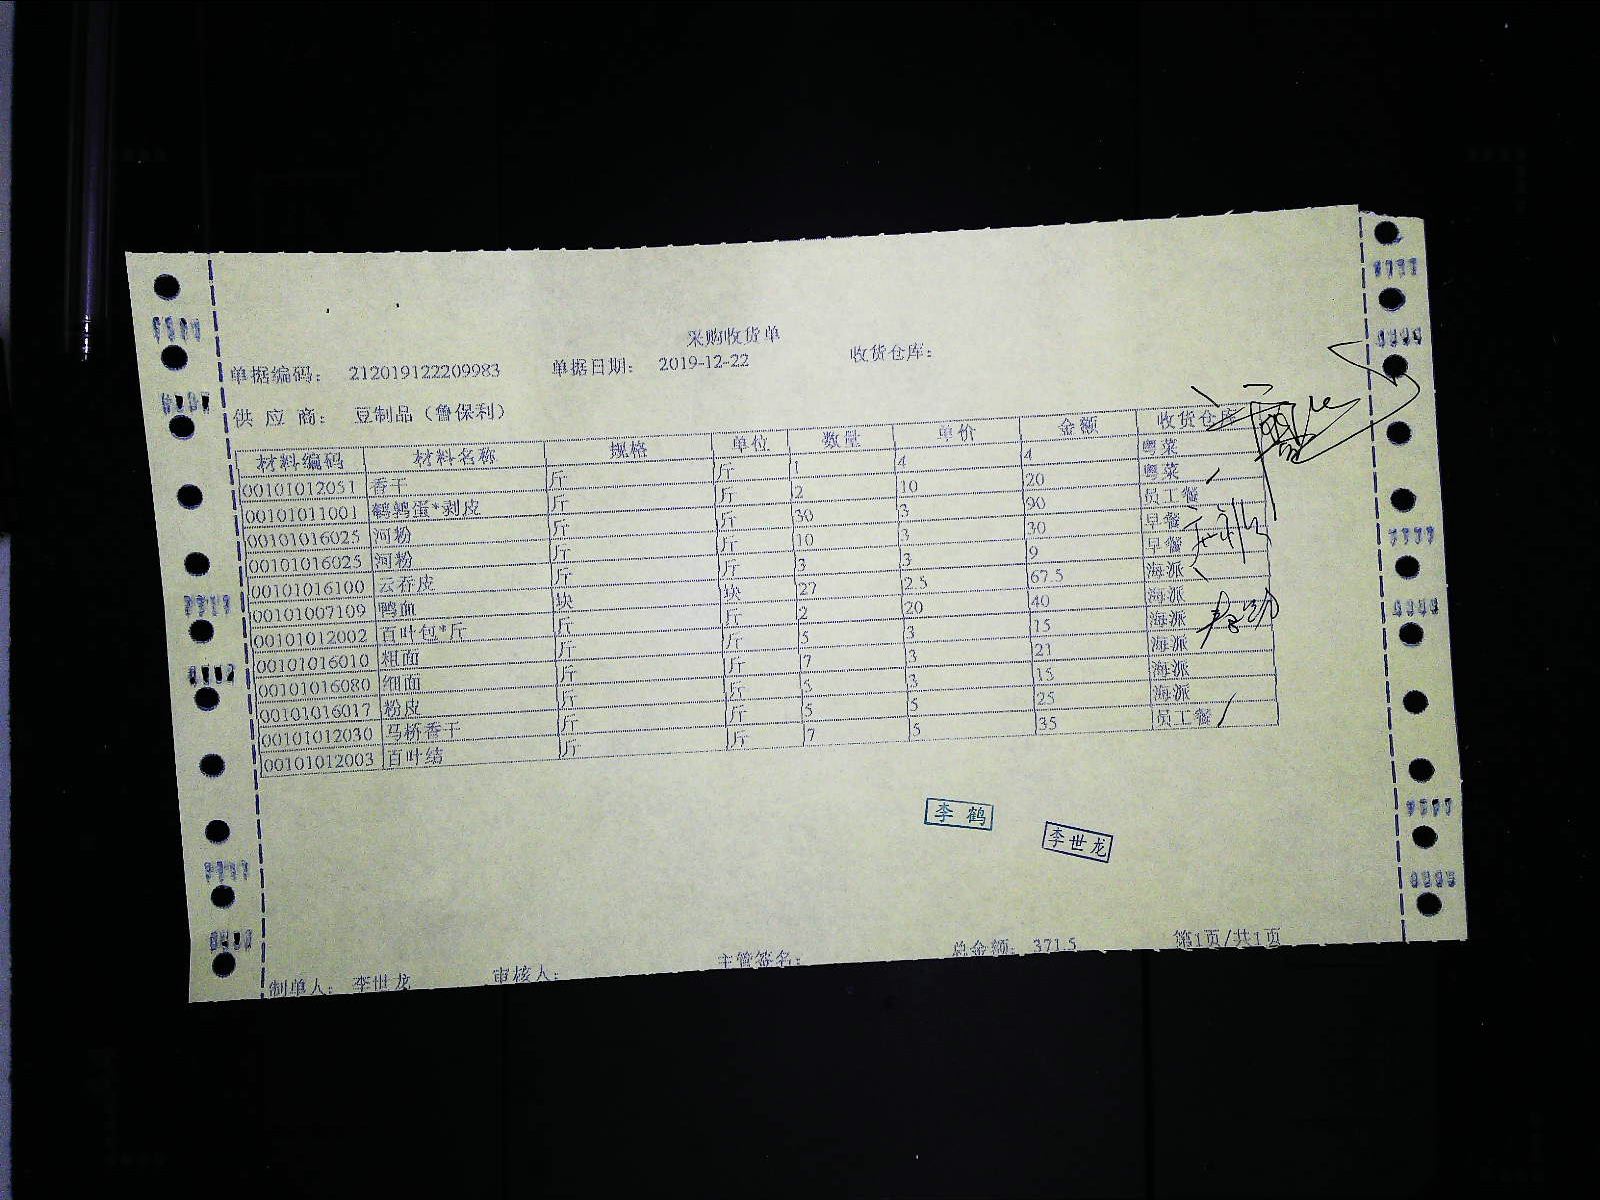 采购收货单
单据编码： 212019122209983 单据日期： 2019-12-22 收货仓库：
供 应 商： 豆制品（鲁保利）
材料编码 材料名称 规格 单位 数量 单价 金额 收货仓库
00101012051 香干 斤 斤 1 4 4 粤菜
00101011001 鹌鹑蛋*剥皮 斤 斤 2 10 20 粤菜
00101016025 河粉 斤 斤 30 3 90 员工餐
00101016025 河粉 斤 斤 10 3 30 早餐
00101016100 云吞皮 斤 斤 3 3 9 早餐
00101007109 鸭血 块 块 27 2.5 67.5 海派
00101012002 百叶包*斤 斤 斤 2 20 40 海派
00101016010 粗面 斤 斤 5 3 15 海派
00101016080 细面 斤 斤 7 3 21 海派
00101016017 粉皮 斤 斤 5 3 15 海派
00101012030 马桥香干 斤 斤 5 5 25 海派
00101012003 百叶结 斤 斤 7 5 35 员工餐
李 鹤
李世龙
制单人： 李世龙 审核人： 主管签名： 总金额： 371.5 第1页/共1页